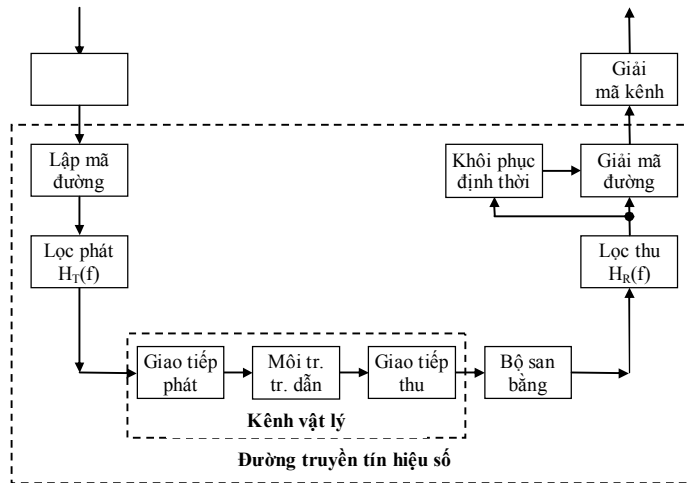 Giải
mã kênh
Lập mã
đường
Khôi phục
định thời
Giải mã
đường
Lọc phát
H_T(f)
Lọc thu
H_R(f)
Giao tiếp
phát
Môi tr.
tr. dẫn
Giao tiếp
thu
Bộ san
bằng
Kênh vật lý
Đường truyền tín hiệu số